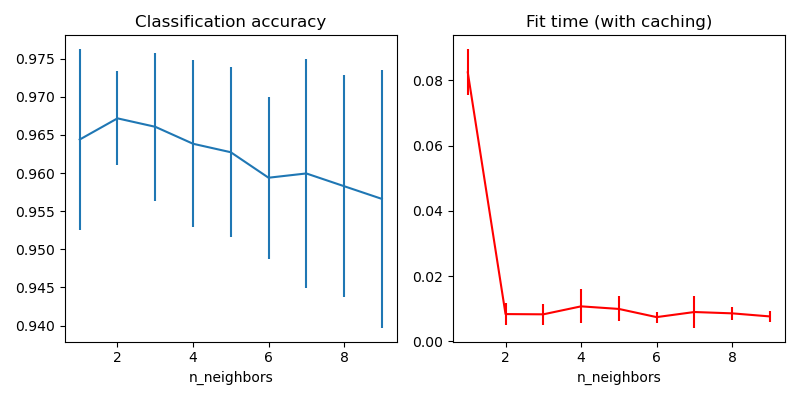 Classification accuracy
0.975
0.970
0.965
0.960
0.955
0.950
0.945
0.940
2 4 6 8
n_neighbors
Fit time (with caching)
0.08
0.06
0.04
0.02
0.00
2 4 6 8
n_neighbors